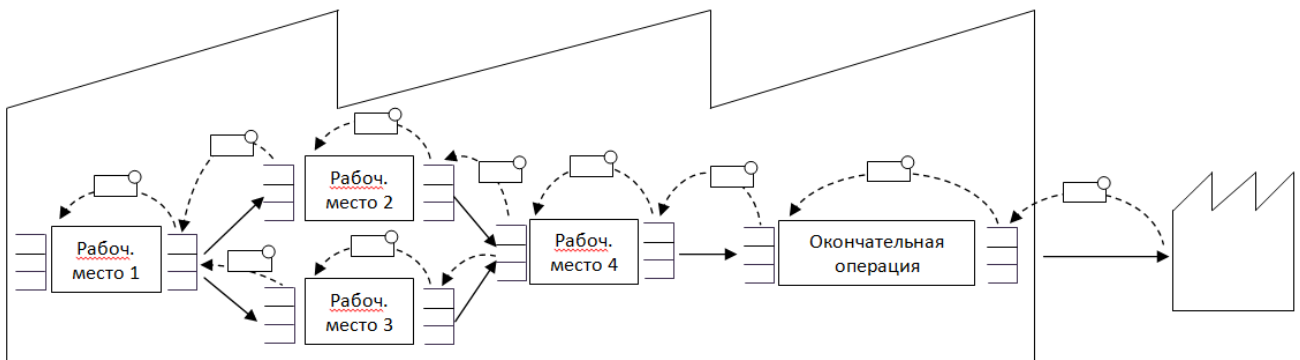 Рабоч.
место 1
Рабоч.
место 2
Рабоч.
место 3
Рабоч.
место 4
Окончательная
операция